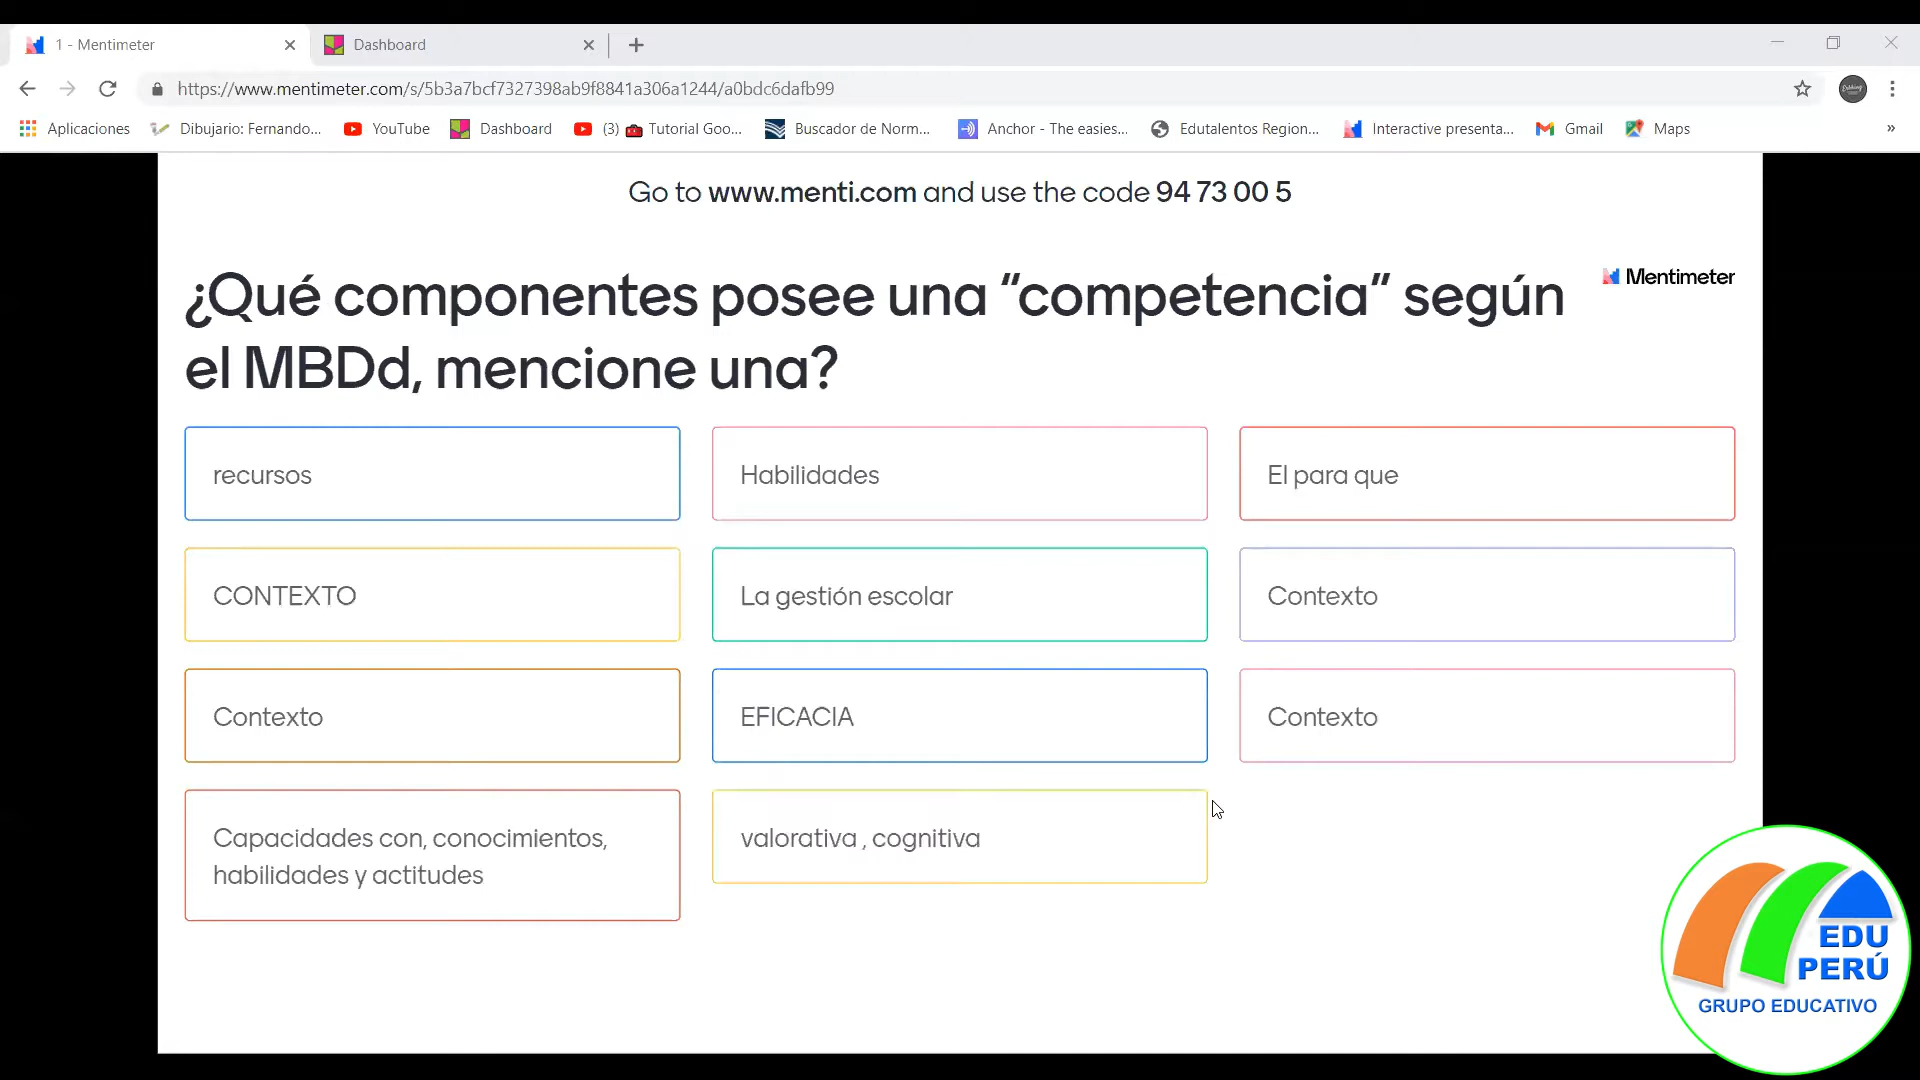 1 - Mentimeter
Dashboard
https://www.mentimeter.com/s/5b3a7bcf7327398ab9f8841a306a1244/a0bdc6dafb99
Aplicaciones
Dibujario: Fernando...
YouTube
Dashboard
(3) Tutorial Goo...
Buscador de Norm...
Anchor - The easies...
Edutalentos Region...
Interactive presenta...
Gmail
Maps
»
Go to www.menti.com and use the code 94 73 00 5
¿Qué componentes posee una “competencia” según
el MBDd, mencione una?
Mentimeter
recursos
Habilidades
El para que
CONTEXTO
La gestión escolar
Contexto
Contexto
EFICACIA
Contexto
Capacidades con, conocimientos,
habilidades y actitudes
valorativa , cognitiva
EDU
PERÚ
GRUPO EDUCATIVO